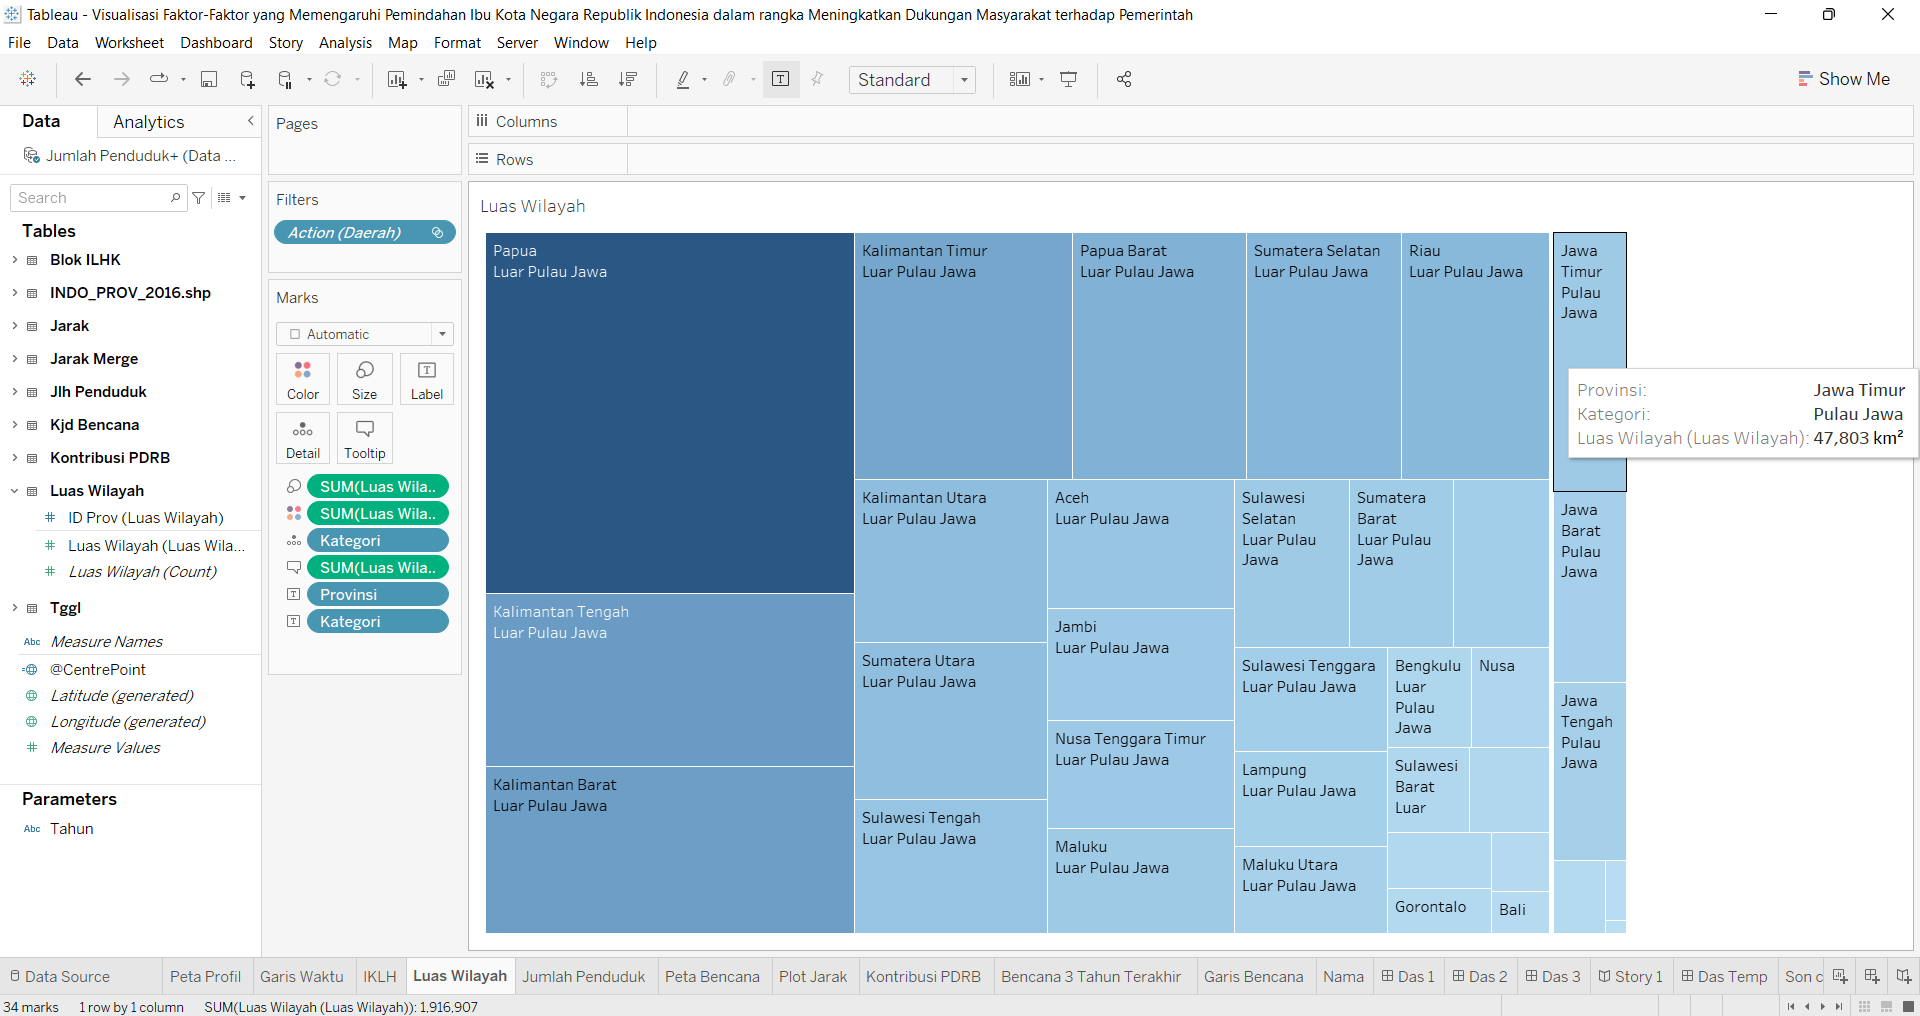 Tableau - Visualisasi Faktor-Faktor yang Memengaruhi Pemindahan Ibu Kota Negara Republik Indonesia dalam rangka Meningkatkan Dukungan Masyarakat terhadap Pemerintah
File Data Worksheet Dashboard Story Analysis Map Format Server Window Help
Standard
Show Me
Data
Analytics
Jumlah Penduduk+ (Data ...
Search
Tables
Blok ILHK
INDO_PROV_2016.shp
Jarak
Jarak Merge
Jlh Penduduk
Kjd Bencana
Kontribusi PDRB
Luas Wilayah
ID Prov (Luas Wilayah)
Luas Wilayah (Luas Wila...
Luas Wilayah (Count)
Tggl
Abc Measure Names
@CentrePoint
Latitude (generated)
Longitude (generated)
Measure Values
Parameters
Abc Tahun
Pages
Filters
Action (Daerah)
Marks
Automatic
Color
Size
Label
Detail
Tooltip
SUM(Luas Wila..
SUM(Luas Wila..
Kategori
SUM(Luas Wila..
Provinsi
Kategori
Columns
Rows
Luas Wilayah
Papua
Luar Pulau Jawa
Kalimantan Tengah
Luar Pulau Jawa
Kalimantan Barat
Luar Pulau Jawa
Kalimantan Timur
Luar Pulau Jawa
Papua Barat
Luar Pulau Jawa
Sumatera Selatan
Luar Pulau Jawa
Riau
Luar Pulau Jawa
Kalimantan Utara
Luar Pulau Jawa
Sumatera Utara
Luar Pulau Jawa
Sulawesi Tengah
Luar Pulau Jawa
Aceh
Luar Pulau Jawa
Jambi
Luar Pulau Jawa
Nusa Tenggara Timur
Luar Pulau Jawa
Maluku
Luar Pulau Jawa
Sulawesi
Selatan
Luar Pulau
Jawa
Sumatera
Barat
Luar Pulau
Jawa
Sulawesi Tenggara
Luar Pulau Jawa
Lampung
Luar Pulau Jawa
Maluku Utara
Luar Pulau Jawa
Bengkulu
Luar
Pulau
Jawa
Nusa
Sulawesi
Barat
Luar
Gorontalo
Bali
Jawa
Timur
Pulau
Jawa
Jawa
Barat
Pulau
Jawa
Jawa
Tengah
Pulau
Jawa
Provinsi: Jawa Timur
Kategori: Pulau Jawa
Luas Wilayah (Luas Wilayah): 47,803 km²
Data Source
Peta Profil
Garis Waktu
IKLH
Luas Wilayah
Jumlah Penduduk
Peta Bencana
Plot Jarak
Kontribusi PDRB
Bencana 3 Tahun Terakhir
Garis Bencana
Nama
Das 1
Das 2
Das 3
Story 1
Das Temp
Son c
34 marks 1 row by 1 column SUM(Luas Wilayah (Luas Wilayah)): 1,916,907